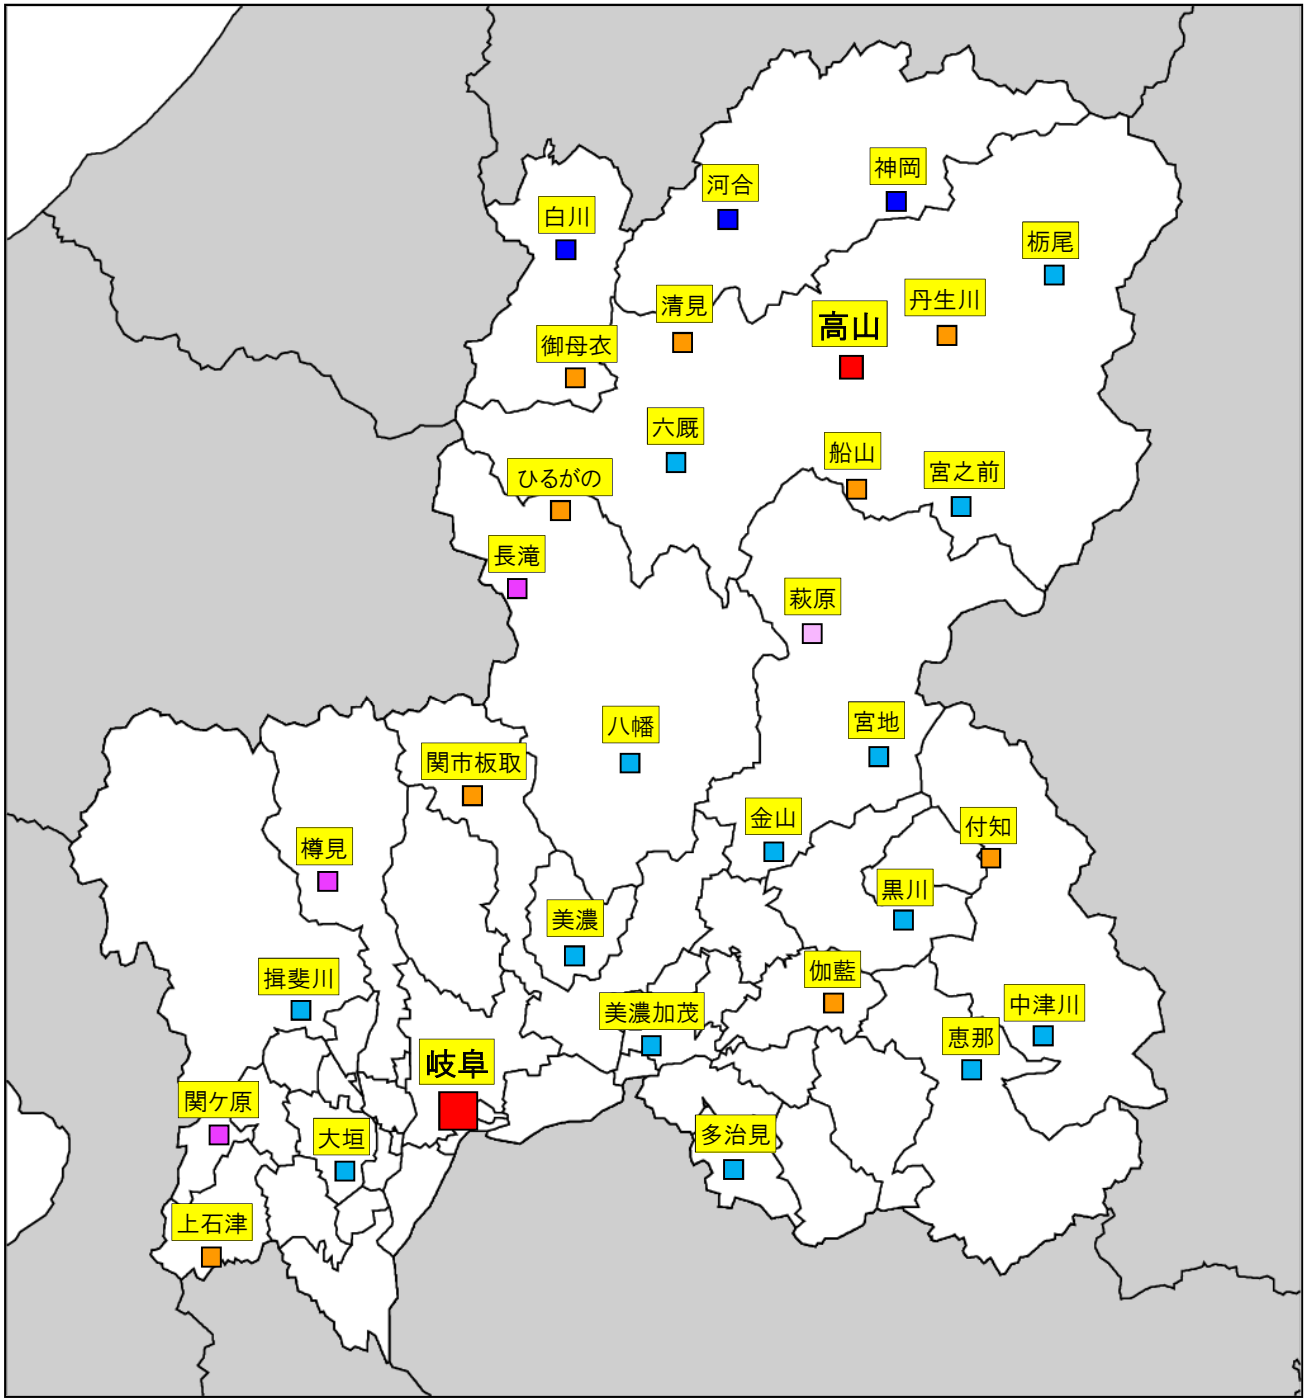 神岡
河合
白川
栃尾
丹生川
清見
高山
御母衣
六厩
船山
宮之前
ひるがの
長滝
萩原
宮地
八幡
関市板取
金山
付知
樽見
黒川
美濃
伽藍
揖斐川
中津川
美濃加茂
恵那
岐阜
関ケ原
多治見
大垣
上石津